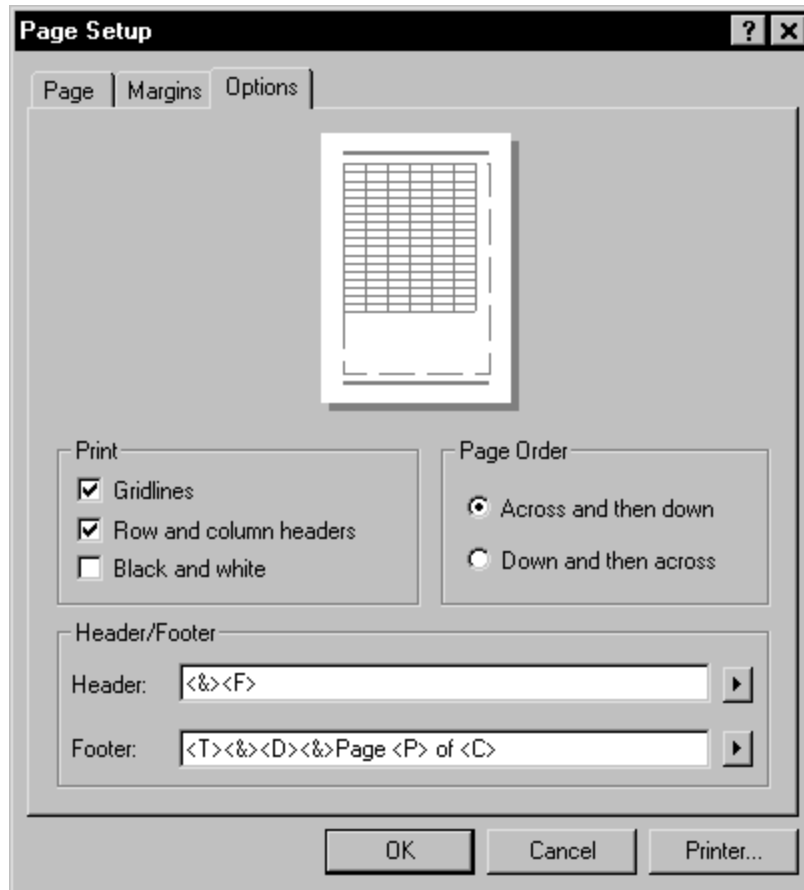 Page Setup
Page Margins Options
Print
Gridlines
Row and column headers
Black and white
Page Order
Across and then down
Down and then across
Header/Footer
Header: <&><F>
Footer: <T><&><D><&>Page <P> of <C>
OK Cancel Printer...